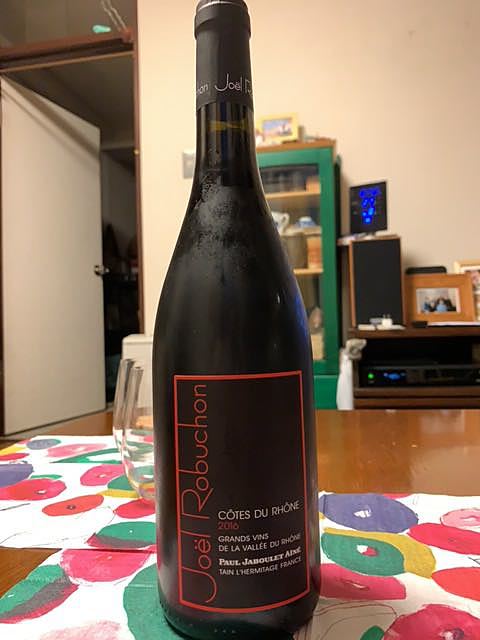 Joël R
Joël Robuchon
CÔTES DU RHÔNE
2016
GRANDS VINS
DE LA VALLÉE DU RHÔNE
PAUL JABOULET AÎNÉ
TAIN L'HERMITAGE FRANCE